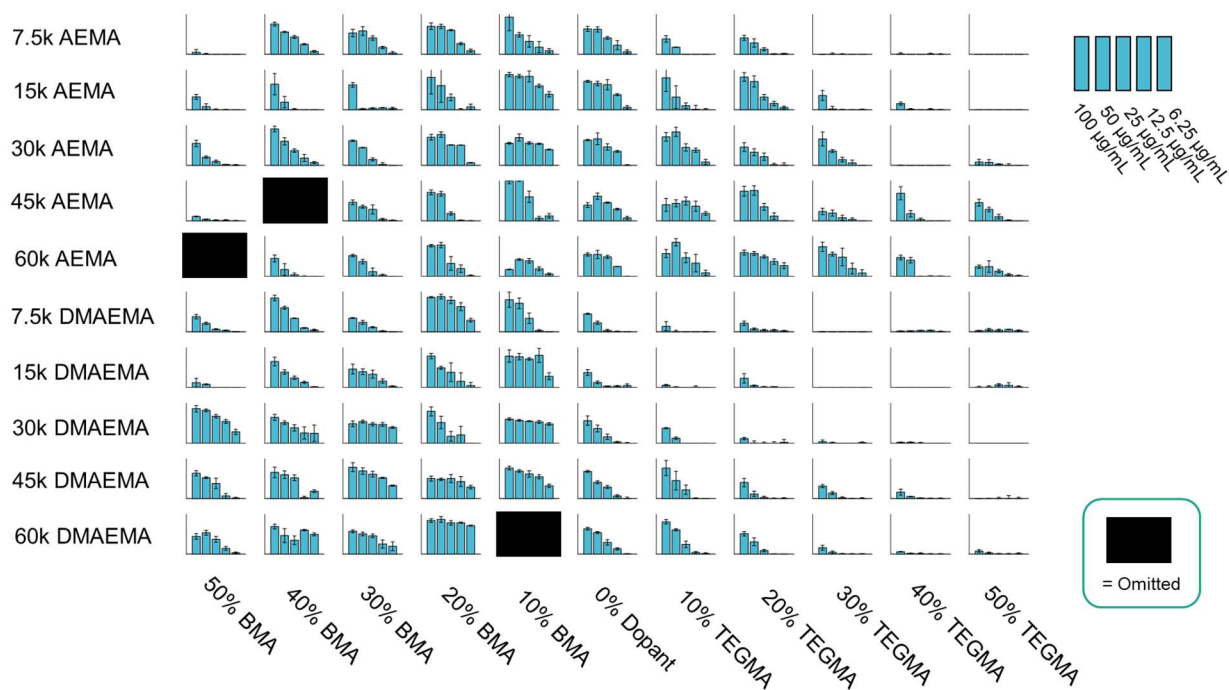 7.5k AEMA
15k AEMA
30k AEMA
45k AEMA
60k AEMA
7.5k DMAEMA
15k DMAEMA
30k DMAEMA
45k DMAEMA
60k DMAEMA
50% BMA
40% BMA
30% BMA
20% BMA
10% BMA
0% Dopant
10% TEGMA
20% TEGMA
30% TEGMA
40% TEGMA
50% TEGMA
100 µg/mL
50 µg/mL
25 µg/mL
12.5 µg/mL
6.25 µg/mL
= Omitted